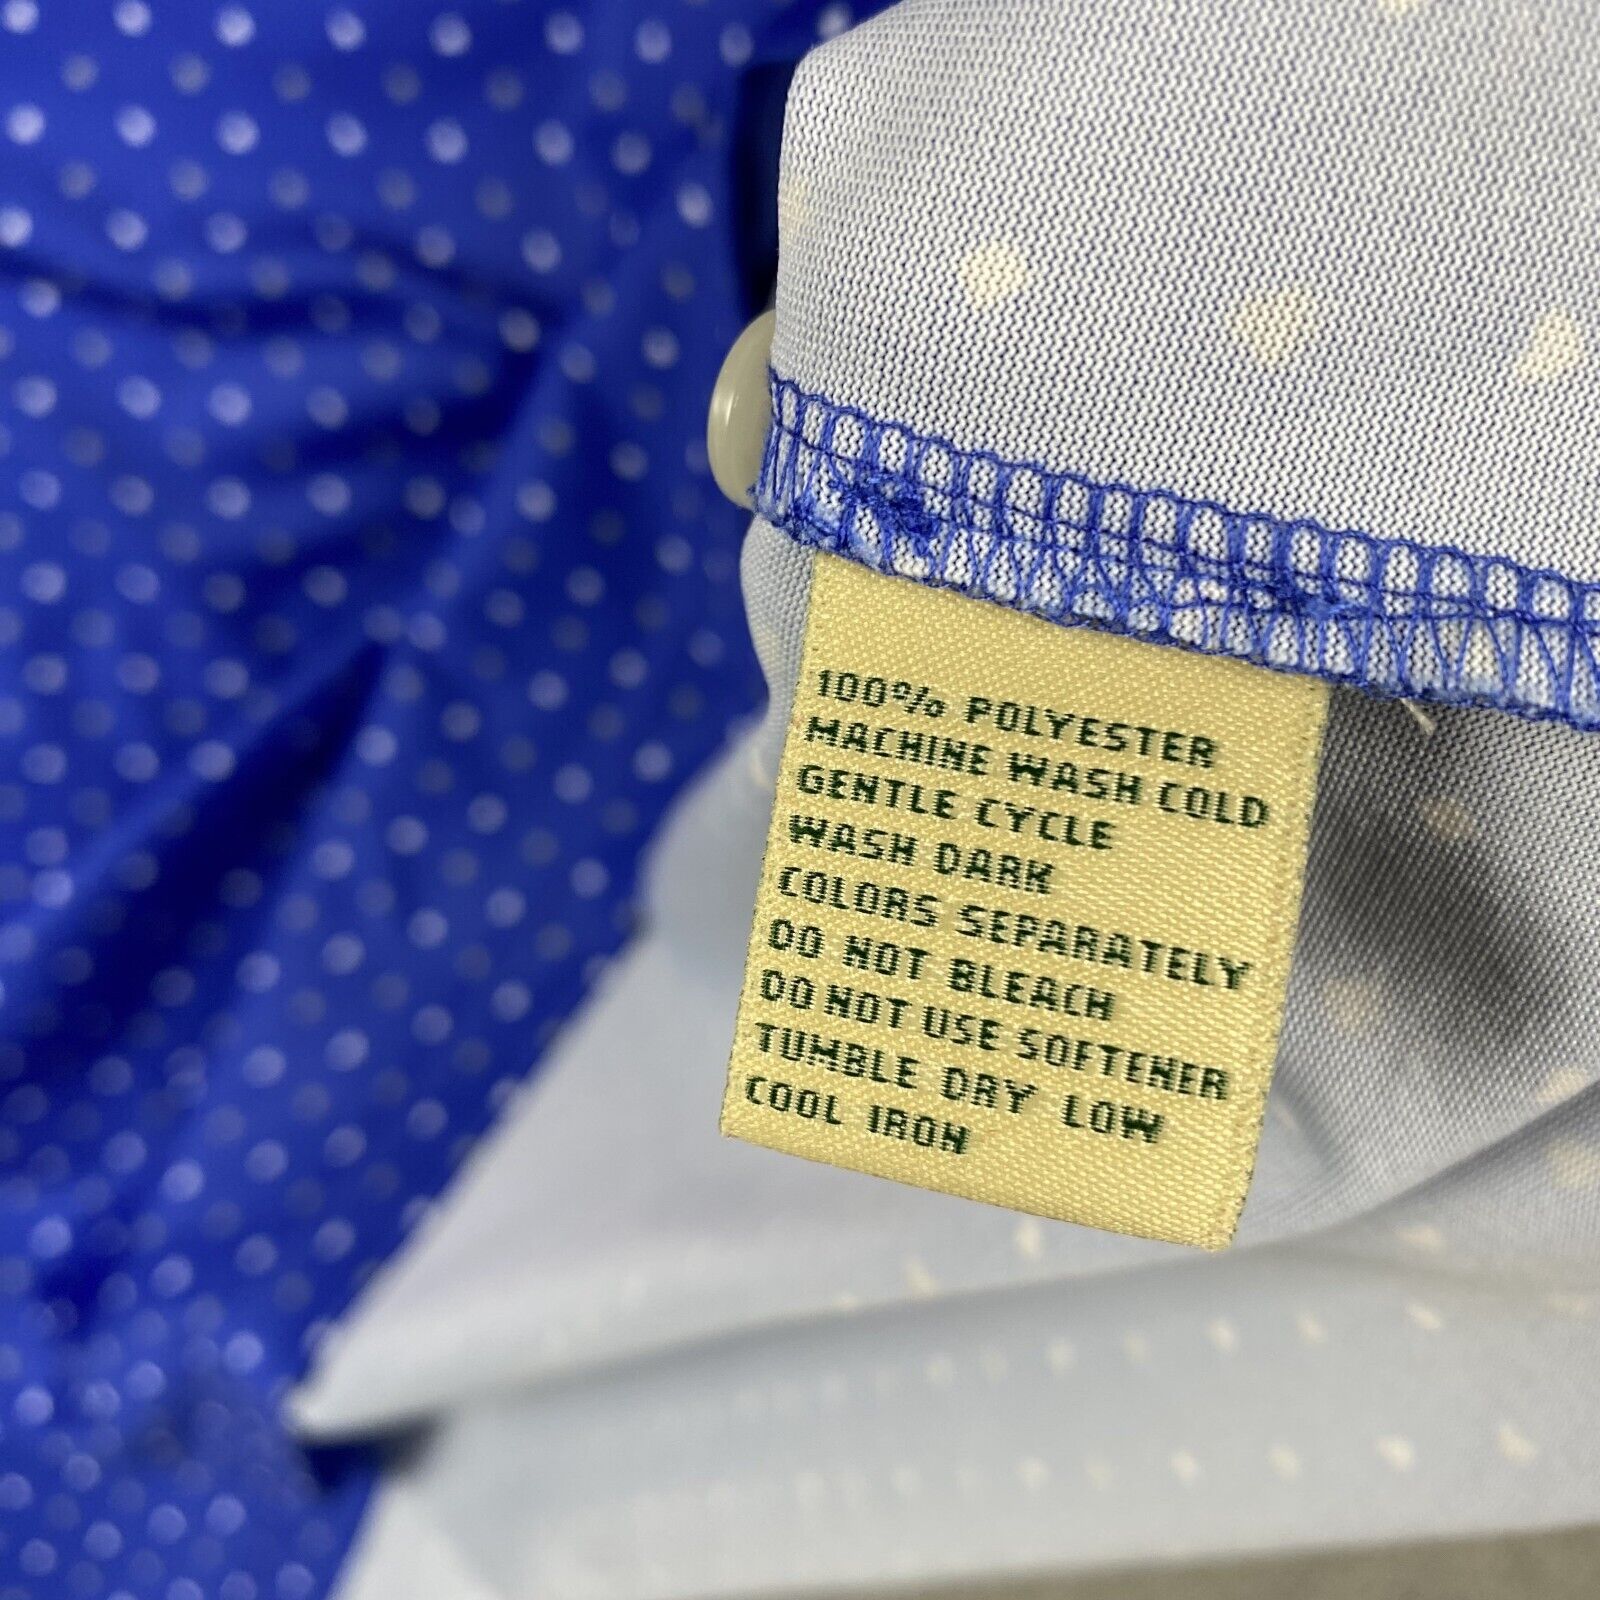 100% POLYESTER
MACHINE WASH COLD
GENTLE CYCLE
WASH DARK
COLORS SEPARATELY
DO NOT BLEACH
DO NOT USE SOFTENER
TUMBLE DRY LOW
COOL IRON